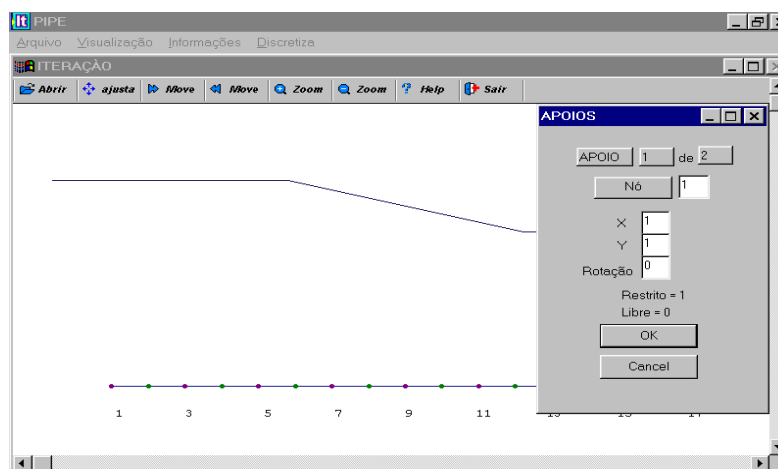 PIPE
Arquivo Visualização Informações Discretiza
ITERAÇÀO
Abrir ajusta Move Move Zoom Zoom Help Sair
APOIOS
APOIO 1 de 2
Nó 1
X 1
Y 1
Rotação 0
Restrito = 1
Libre = 0
OK
Cancel
1 3 5 7 9 11